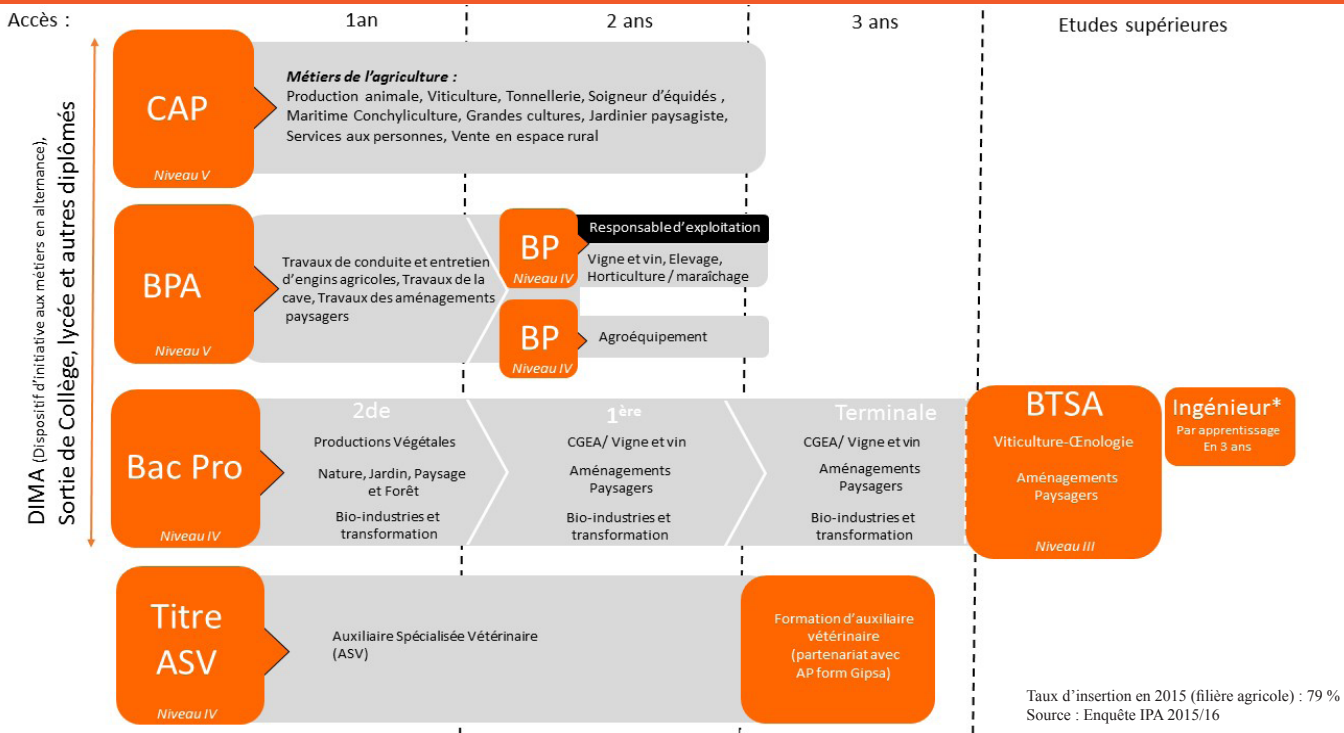 Accès :
1an
2 ans
3 ans
Etudes supérieures
DIMA (Dispositif d'initiative aux métiers en alternance),
Sortie de Collège, lycée et autres diplômés
CAP
Niveau V
Métiers de l'agriculture :
Production animale, Viticulture, Tonnellerie, Soigneur d'équidés ,
Maritime Conchyliculture, Grandes cultures, Jardinier paysagiste,
Services aux personnes, Vente en espace rural
BPA
Niveau V
Travaux de conduite et entretien
d'engins agricoles, Travaux de la
cave, Travaux des aménagements
paysagers
BP
Niveau IV
Responsable d'exploitation
Vigne et vin, Elevage,
Horticulture / maraîchage
BP
Niveau IV
Agroéquipement
Bac Pro
Niveau IV
2de
Productions Végétales
Nature, Jardin, Paysage
et Forêt
Bio-industries et
transformation
1ère
CGEA/ Vigne et vin
Aménagements
Paysagers
Bio-industries et
transformation
Terminale
CGEA/ Vigne et vin
Aménagements
Paysagers
Bio-industries et
transformation
BTSA
Viticulture-Œnologie
Aménagements
Paysagers
Niveau III
Ingénieur*
Par apprentissage
En 3 ans
Titre
ASV
Niveau IV
Auxiliaire Spécialisée Vétérinaire
(ASV)
Formation d'auxiliaire
vétérinaire
(partenariat avec
AP form Gipsa)
Taux d'insertion en 2015 (filière agricole) : 79 %
Source : Enquête IPA 2015/16